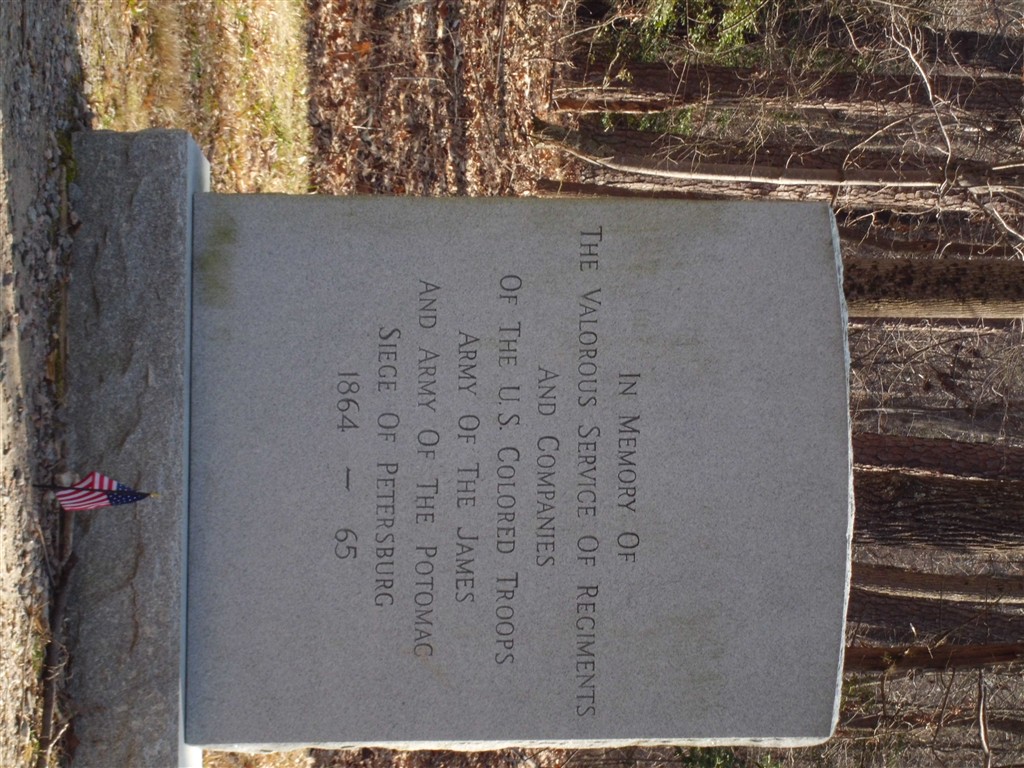 In Memory Of
The Valorous Service Of Regiments
And Companies
Of The U.S. Colored Troops
Army Of The James
And Army Of The Potomac
Siege Of Petersburg
1864 — 65